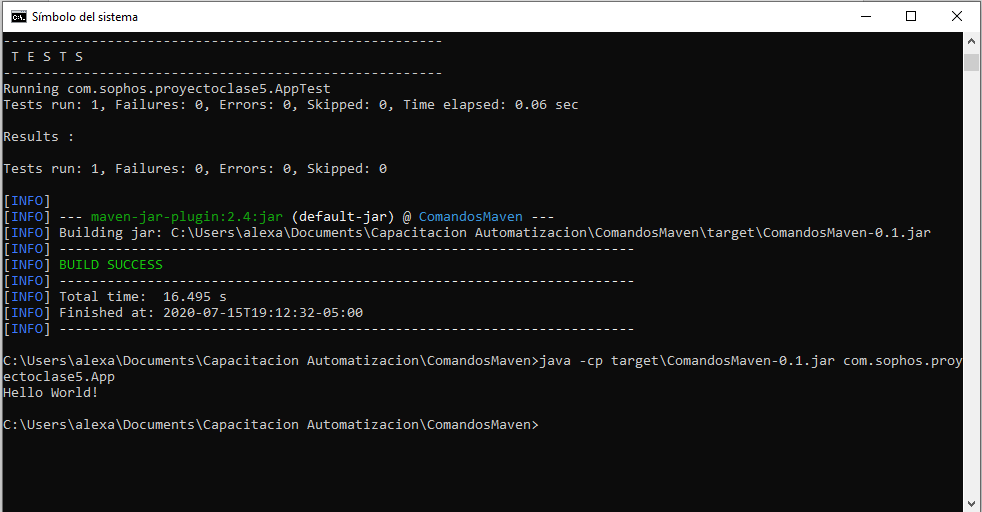 Símbolo del sistema
-------------------------------------------------------
 T E S T S
-------------------------------------------------------
Running com.sophos.proyectoclase5.AppTest
Tests run: 1, Failures: 0, Errors: 0, Skipped: 0, Time elapsed: 0.06 sec

Results :

Tests run: 1, Failures: 0, Errors: 0, Skipped: 0

[INFO]
[INFO] --- maven-jar-plugin:2.4:jar (default-jar) @ ComandosMaven ---
[INFO] Building jar: C:\Users\alexa\Documents\Capacitacion Automatizacion\ComandosMaven\target\ComandosMaven-0.1.jar
[INFO] ------------------------------------------------------------------------
[INFO] BUILD SUCCESS
[INFO] ------------------------------------------------------------------------
[INFO] Total time:  16.495 s
[INFO] Finished at: 2020-07-15T19:12:32-05:00
[INFO] ------------------------------------------------------------------------

C:\Users\alexa\Documents\Capacitacion Automatizacion\ComandosMaven>java -cp target\ComandosMaven-0.1.jar com.sophos.proy
ectoclase5.App
Hello World!

C:\Users\alexa\Documents\Capacitacion Automatizacion\ComandosMaven>